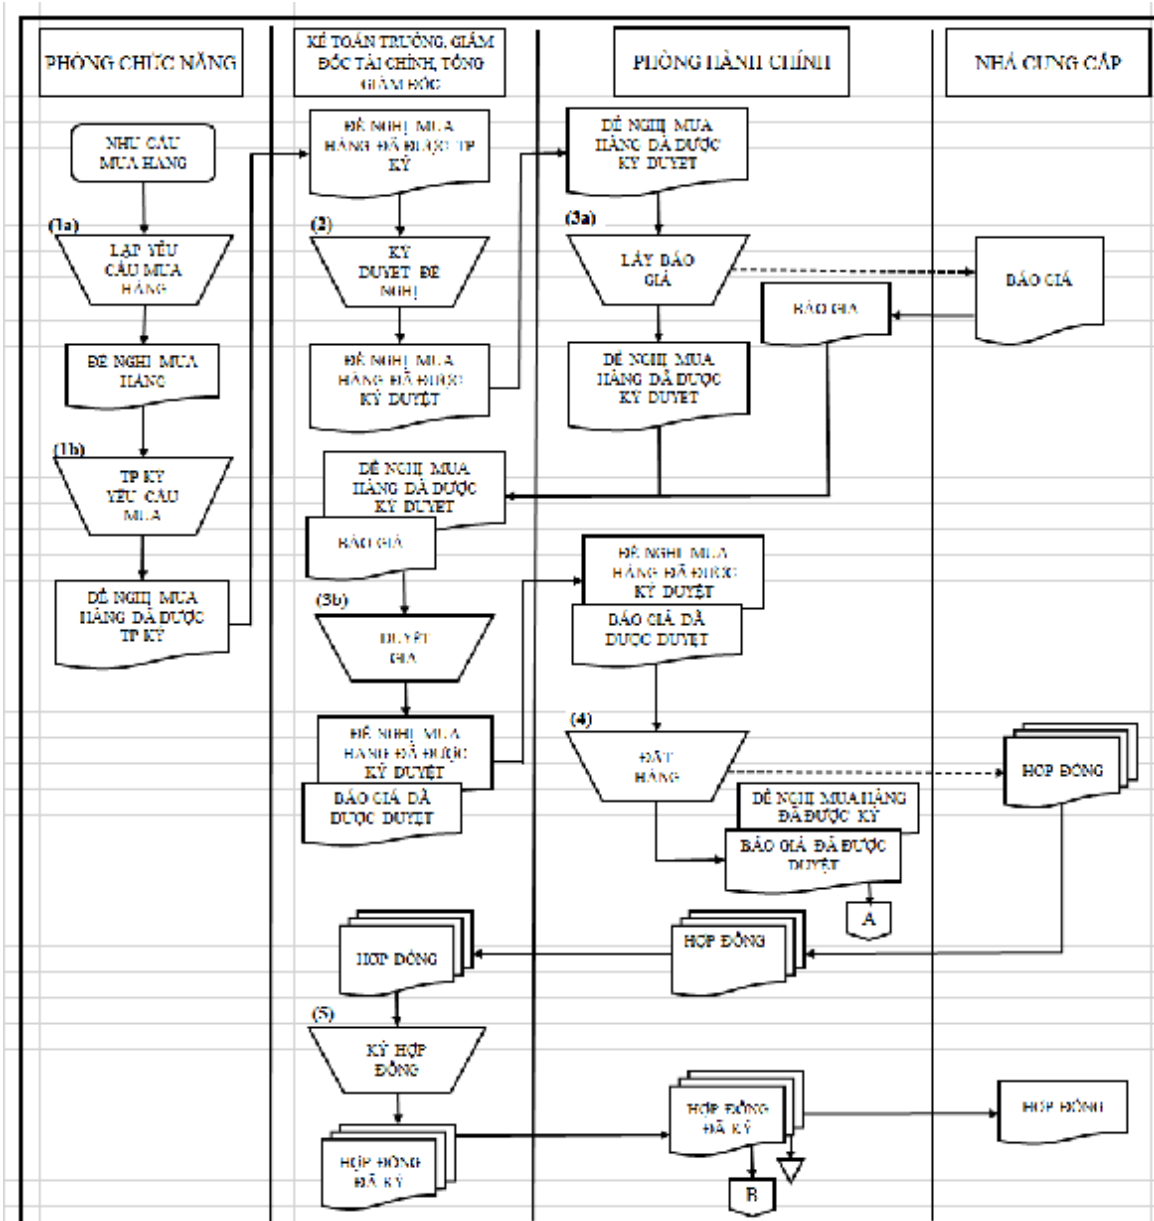 PHÒNG CHỨC NĂNG
KẾ TOÁN TRƯỞNG, GIÁM
ĐỐC TÀI CHÍNH, TỔNG
GIÁM ĐỐC
PHÒNG HÀNH CHÍNH
NHÀ CUNG CẤP
NHU CẦU
MUA HÀNG
ĐỀ NGHỊ MUA
HÀNG ĐÃ ĐƯỢC TP
KÝ
ĐỀ NGHỊ MUA
HÀNG ĐÃ ĐƯỢC
KÝ DUYỆT
(1a)
LẬP YÊU
CẦU MUA
HÀNG
(2)
KÝ
DUYỆT ĐỀ
NGHỊ
(3a)
LẤY BÁO
GIÁ
BÁO GIÁ
BÁO GIÁ
ĐỀ NGHỊ MUA
HÀNG
ĐỀ NGHỊ MUA
HÀNG ĐÃ ĐƯỢC
KÝ DUYỆT
ĐỀ NGHỊ MUA
HÀNG ĐÃ ĐƯỢC
KÝ DUYỆT
(1b)
TP KÝ
YÊU CẦU
MUA
ĐỀ NGHỊ MUA
HÀNG ĐÃ ĐƯỢC
KÝ DUYỆT
BÁO GIÁ
ĐỀ NGHỊ MUA
HÀNG ĐÃ ĐƯỢC
KÝ DUYỆT
BÁO GIÁ ĐÃ
ĐƯỢC DUYỆT
ĐỀ NGHỊ MUA
HÀNG ĐÃ ĐƯỢC
TP KÝ
(3b)
DUYỆT
GIÁ
ĐỀ NGHỊ MUA
HÀNG ĐÃ ĐƯỢC
KÝ DUYỆT
BÁO GIÁ ĐÃ
ĐƯỢC DUYỆT
(4)
ĐẶT
HÀNG
HỢP ĐỒNG
ĐỀ NGHỊ MUA HÀNG
ĐÃ ĐƯỢC KÝ
BÁO GIÁ ĐÃ ĐƯỢC
DUYỆT
A
HỢP ĐỒNG
HỢP ĐỒNG
(5)
KÝ HỢP
ĐỒNG
HỢP ĐỒNG
ĐÃ KÝ
HỢP ĐỒNG
ĐÃ KÝ
HỢP ĐỒNG
B